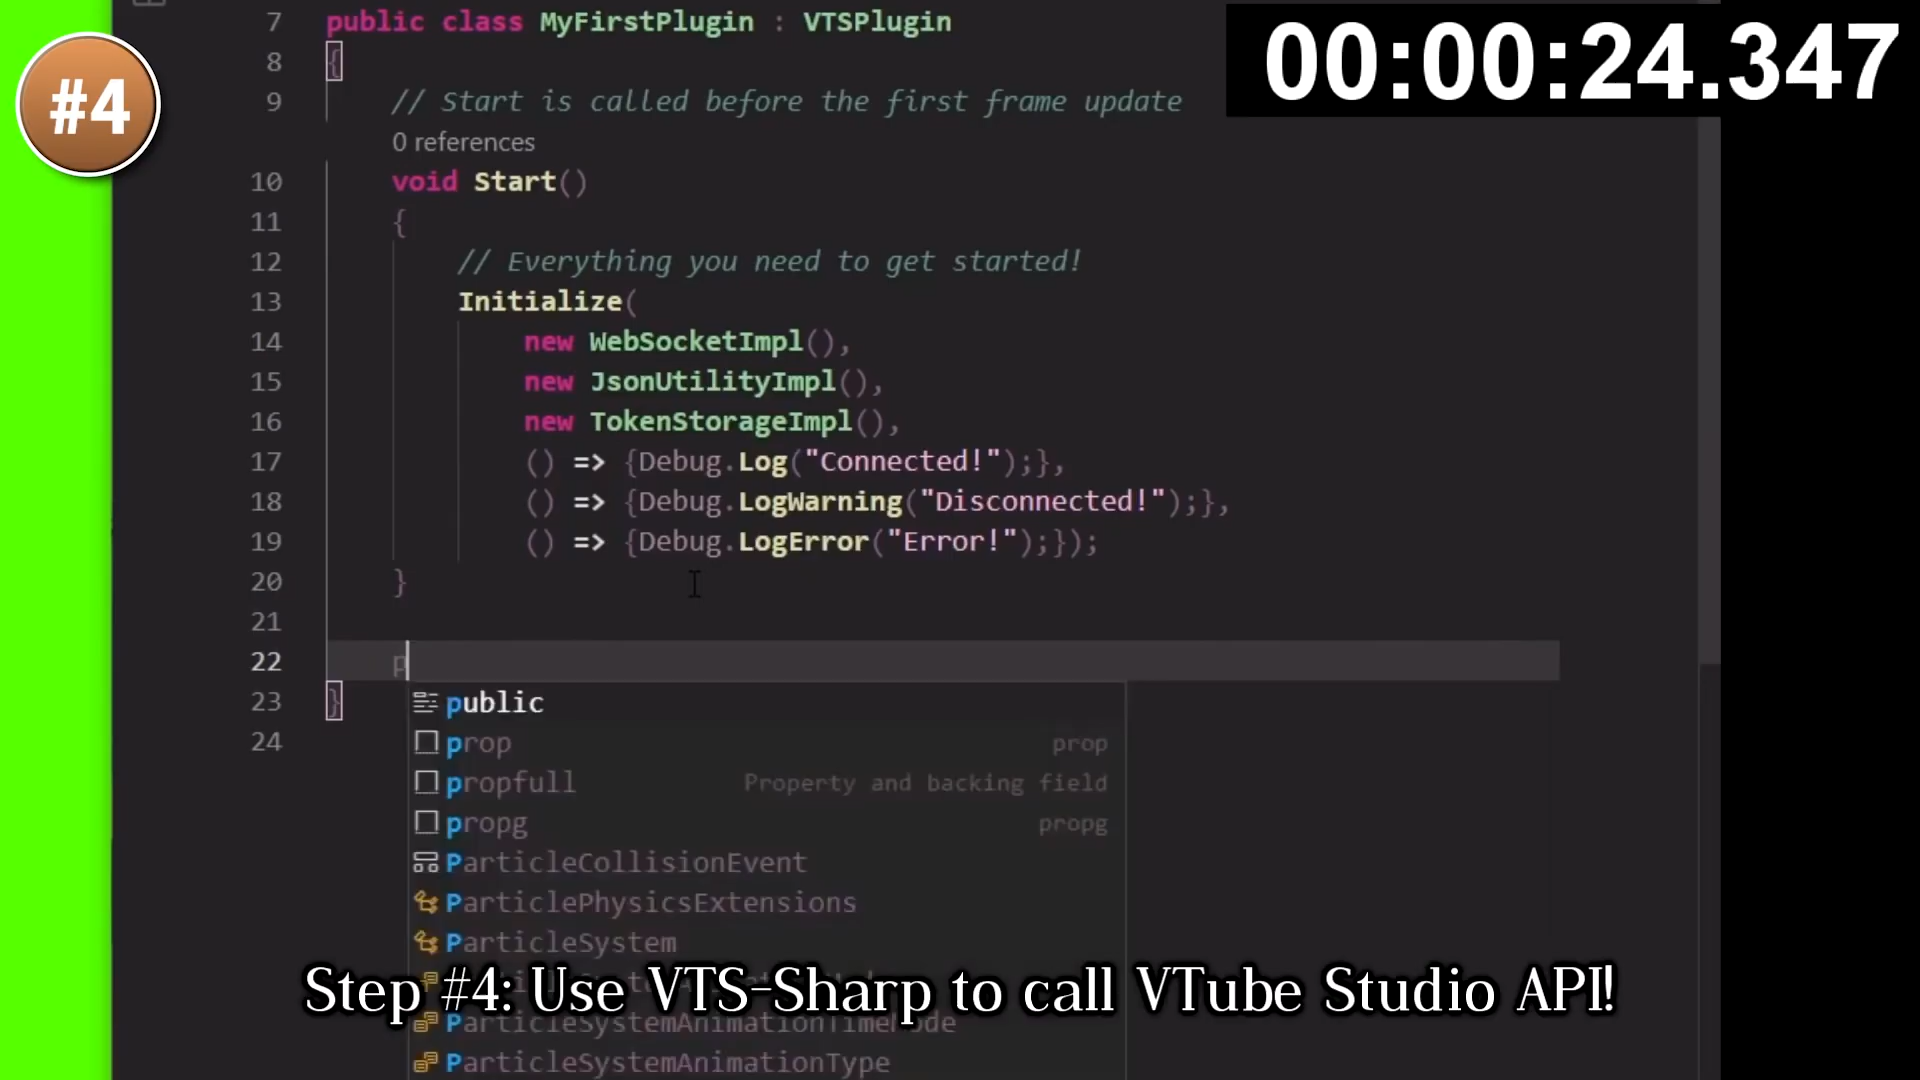 #4
00:00:24.347
7 public class MyFirstPlugin : VTSPlugin
8 {
9 // Start is called before the first frame update
0 references
10 void Start()
11 {
12 // Everything you need to get started!
13 Initialize(
14 new WebSocketImpl(),
15 new JsonUtilityImpl(),
16 new TokenStorageImpl(),
17 () => {Debug.Log("Connected!");},
18 () => {Debug.LogWarning("Disconnected!");},
19 () => {Debug.LogError("Error!");});
20 }
21
22 p
23 }
24
public
prop prop
propfull Property and backing field
propg propg
ParticleCollisionEvent
ParticlePhysicsExtensions
ParticleSystem
Step #4: Use VTS-Sharp to call VTube Studio API!
ParticleSystemAnimationTimeMode
ParticleSystemAnimationType